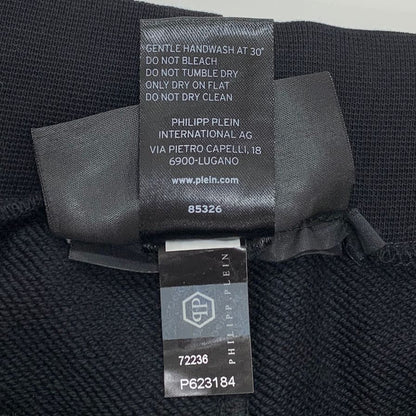 GENTLE HANDWASH AT 30°
DO NOT BLEACH
DO NOT TUMBLE DRY
ONLY DRY ON FLAT
DO NOT DRY CLEAN
PHILIPP PLEIN
INTERNATIONAL AG
VIA PIETRO CAPELLI, 18
6900-LUGANO
www.plein.com
85326
PP
PHILIPP PLEIN
72236
P623184